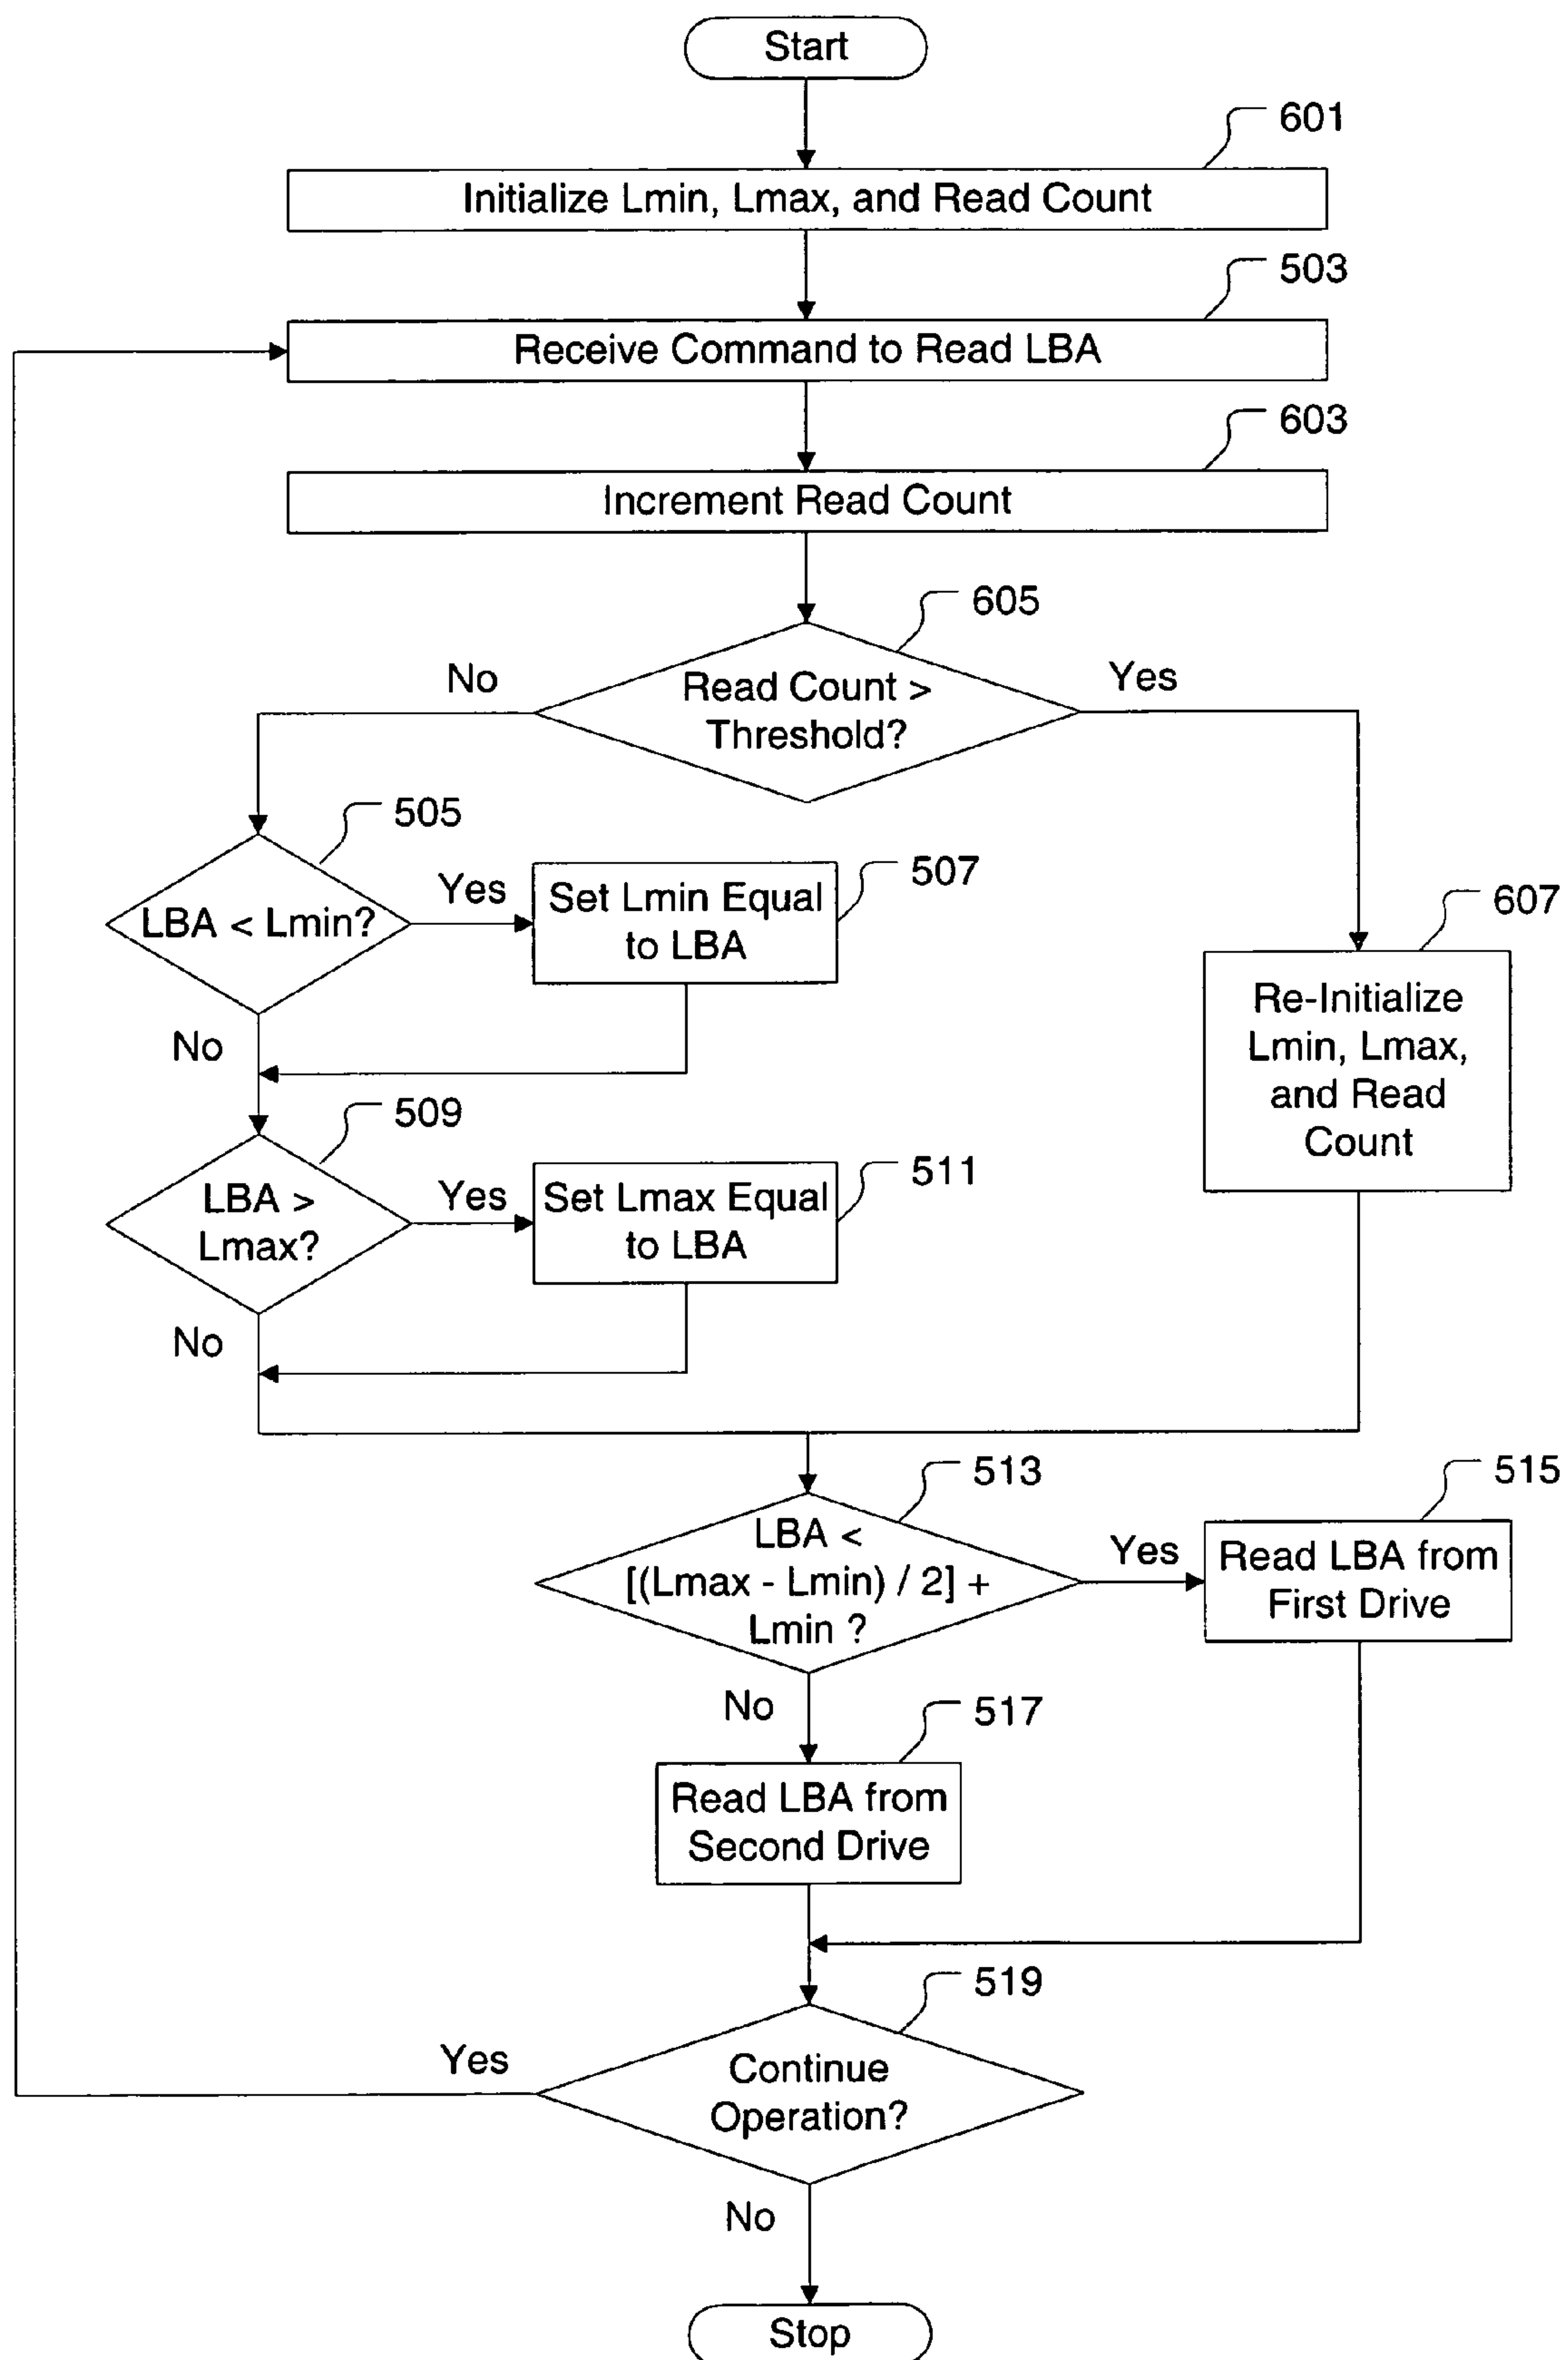 Start
601
Initialize Lmin, Lmax, and Read Count
503
Receive Command to Read LBA
603
Increment Read Count
605
No
Read Count >
Threshold?
Yes
505
LBA < Lmin?
Yes
Set Lmin Equal
to LBA
507
607
Re-Initialize
Lmin, Lmax,
and Read
Count
No
509
LBA >
Lmax?
Yes
Set Lmax Equal
to LBA
511
No
513
LBA <
[(Lmax - Lmin) / 2] +
Lmin ?
Yes
515
Read LBA from
First Drive
No
517
Read LBA from
Second Drive
519
Yes
Continue
Operation?
No
Stop